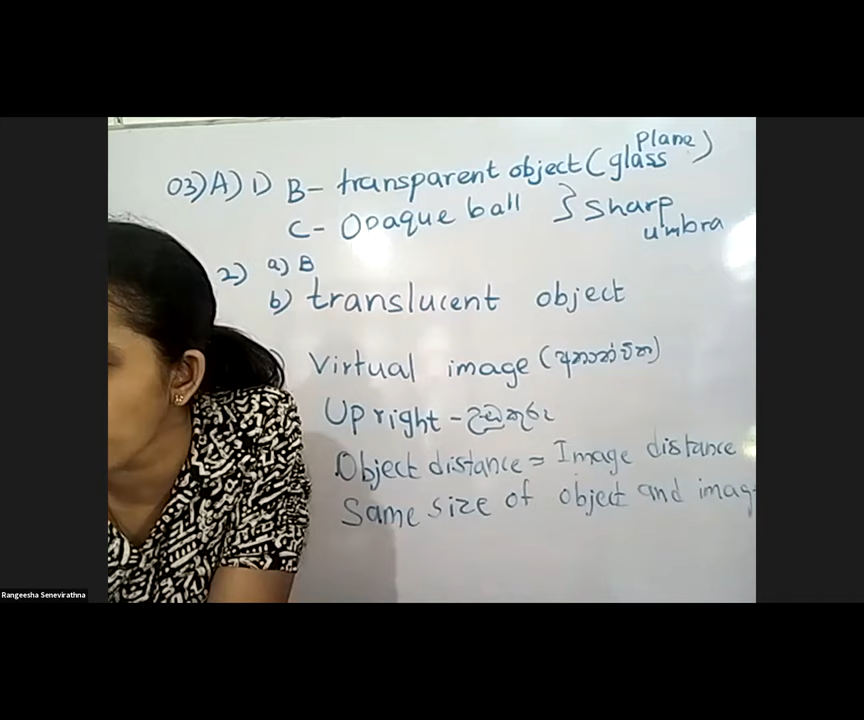 03) A) 1) B- transparent object (glass plane)
C- Opaque ball } sharp umbra
2) a) B
b) translucent object
Virtual image (අතාත්වික)
Upright - උඩුකුරු
Object distance = Image distance
Same size of object and imag
Rangeesha Senevirathna